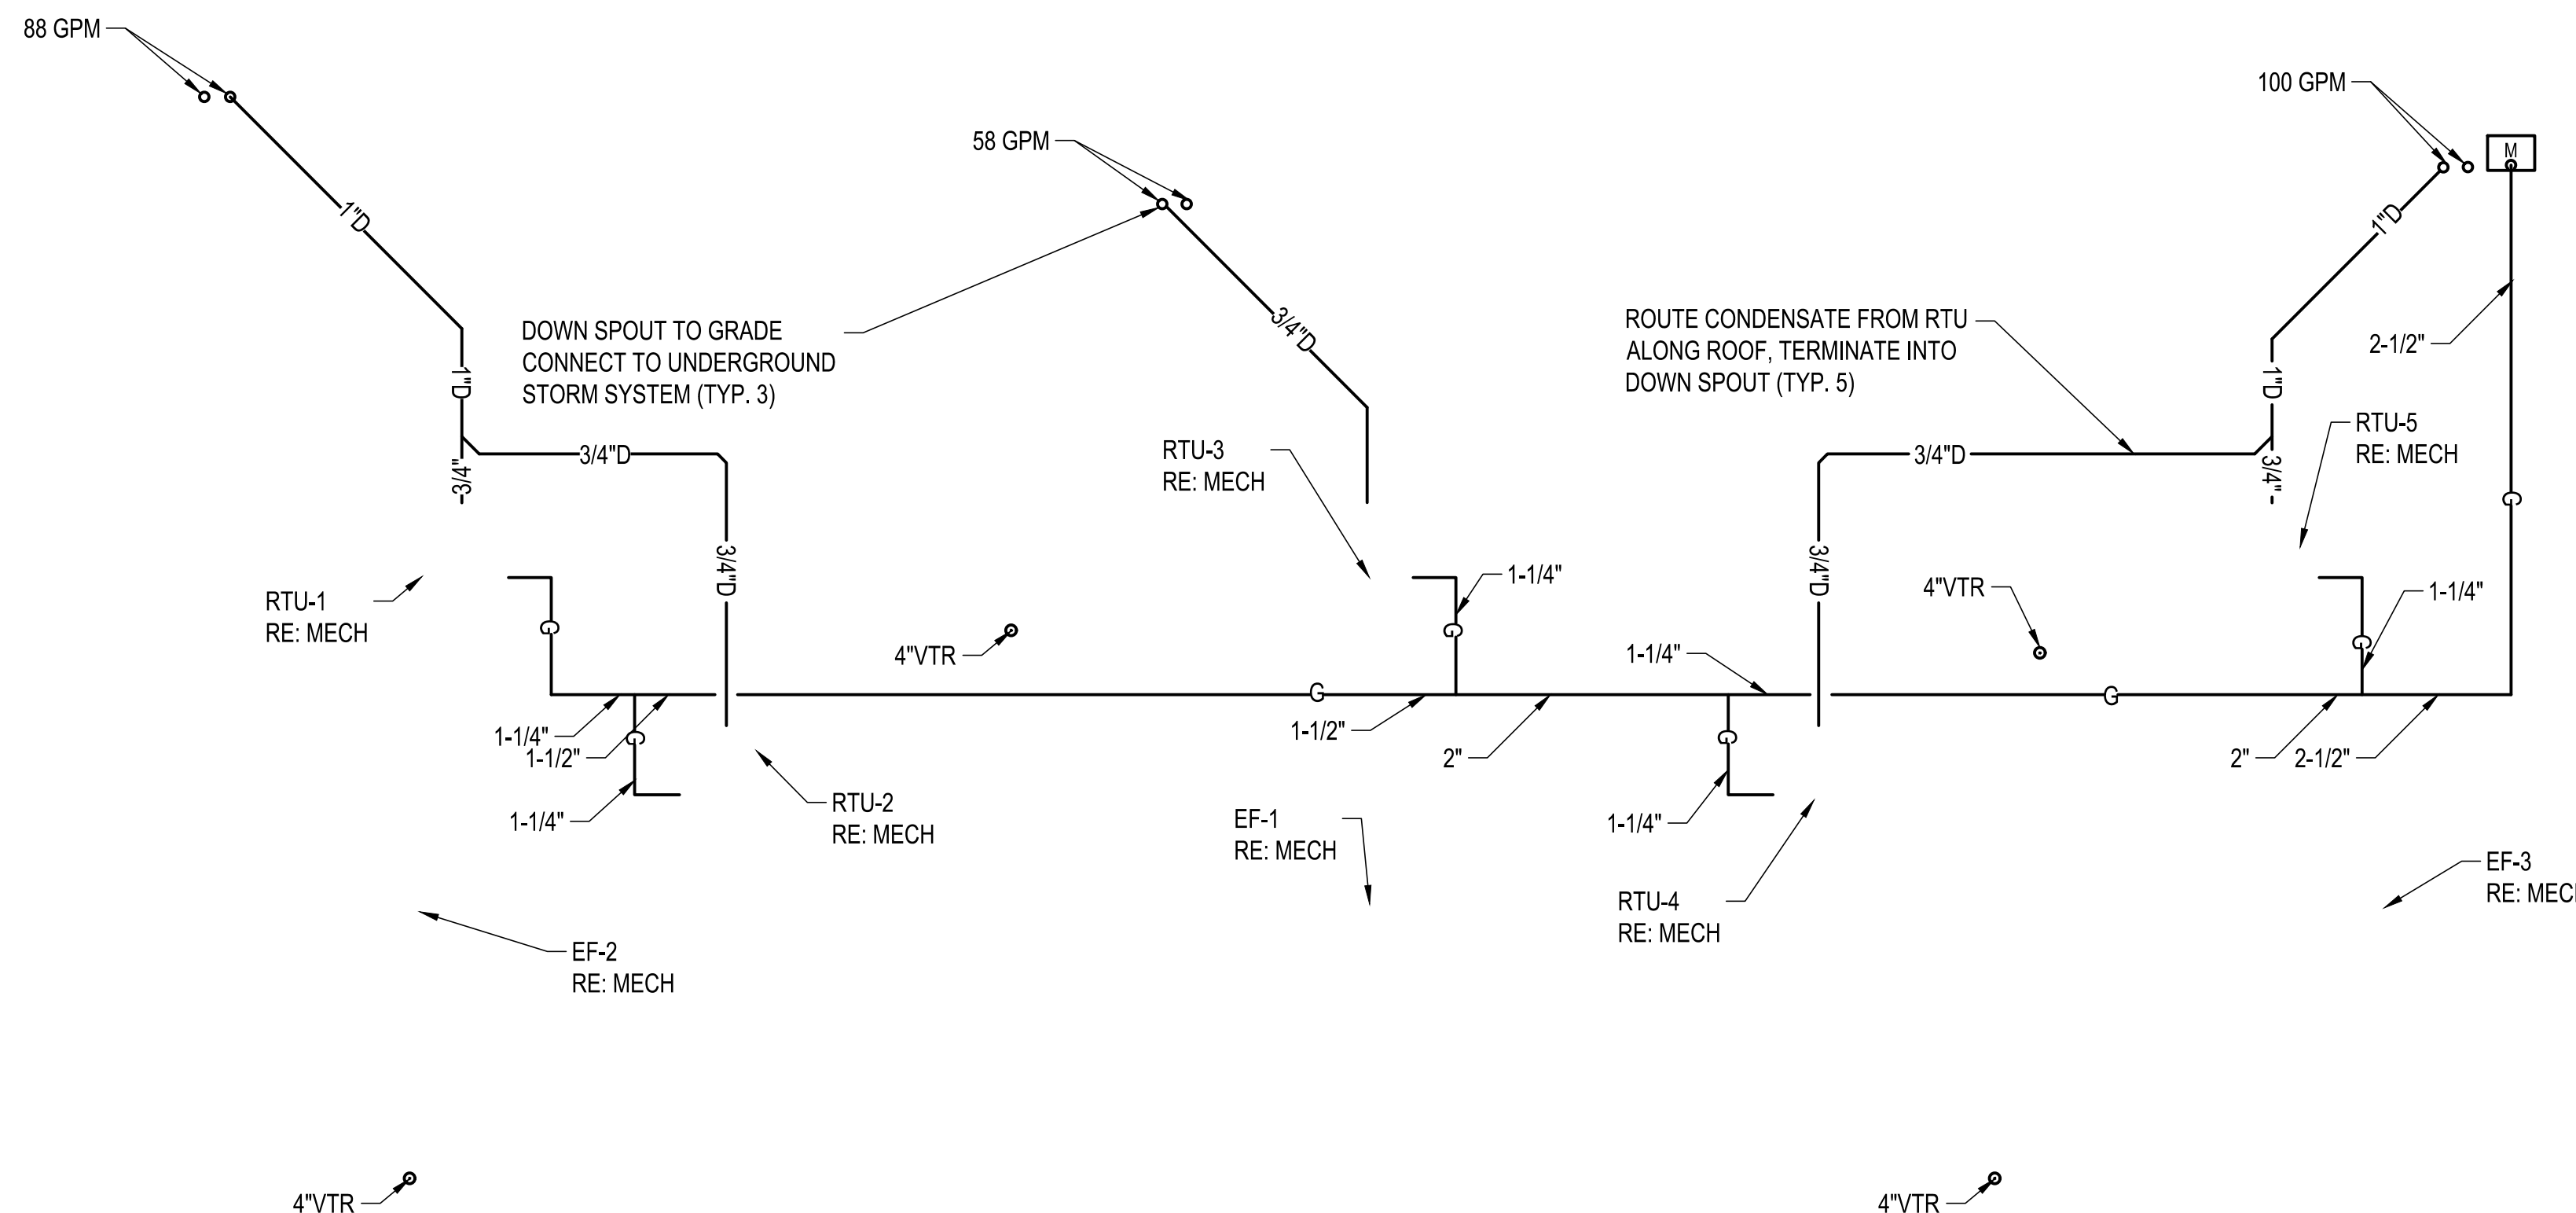 88 GPM
100 GPM
58 GPM
M
1"D
1"D
DOWN SPOUT TO GRADE
CONNECT TO UNDERGROUND
STORM SYSTEM (TYP. 3)
3/4"D
ROUTE CONDENSATE FROM RTU
ALONG ROOF, TERMINATE INTO
DOWN SPOUT (TYP. 5)
2-1/2"
1"D
1"D
RTU-3
RE: MECH
RTU-5
RE: MECH
3/4"D
3/4"
3/4"D
3/4"
G
3/4"D
3/4"D
1-1/4"
4"VTR
1-1/4"
RTU-1
RE: MECH
G
G
G
4"VTR
1-1/4"
G
G
1-1/4"
1-1/2"
G
1-1/2"
2"
G
2"
2-1/2"
1-1/4"
RTU-2
RE: MECH
EF-1
RE: MECH
1-1/4"
EF-3
RE: MECH
RTU-4
RE: MECH
EF-2
RE: MECH
4"VTR
4"VTR